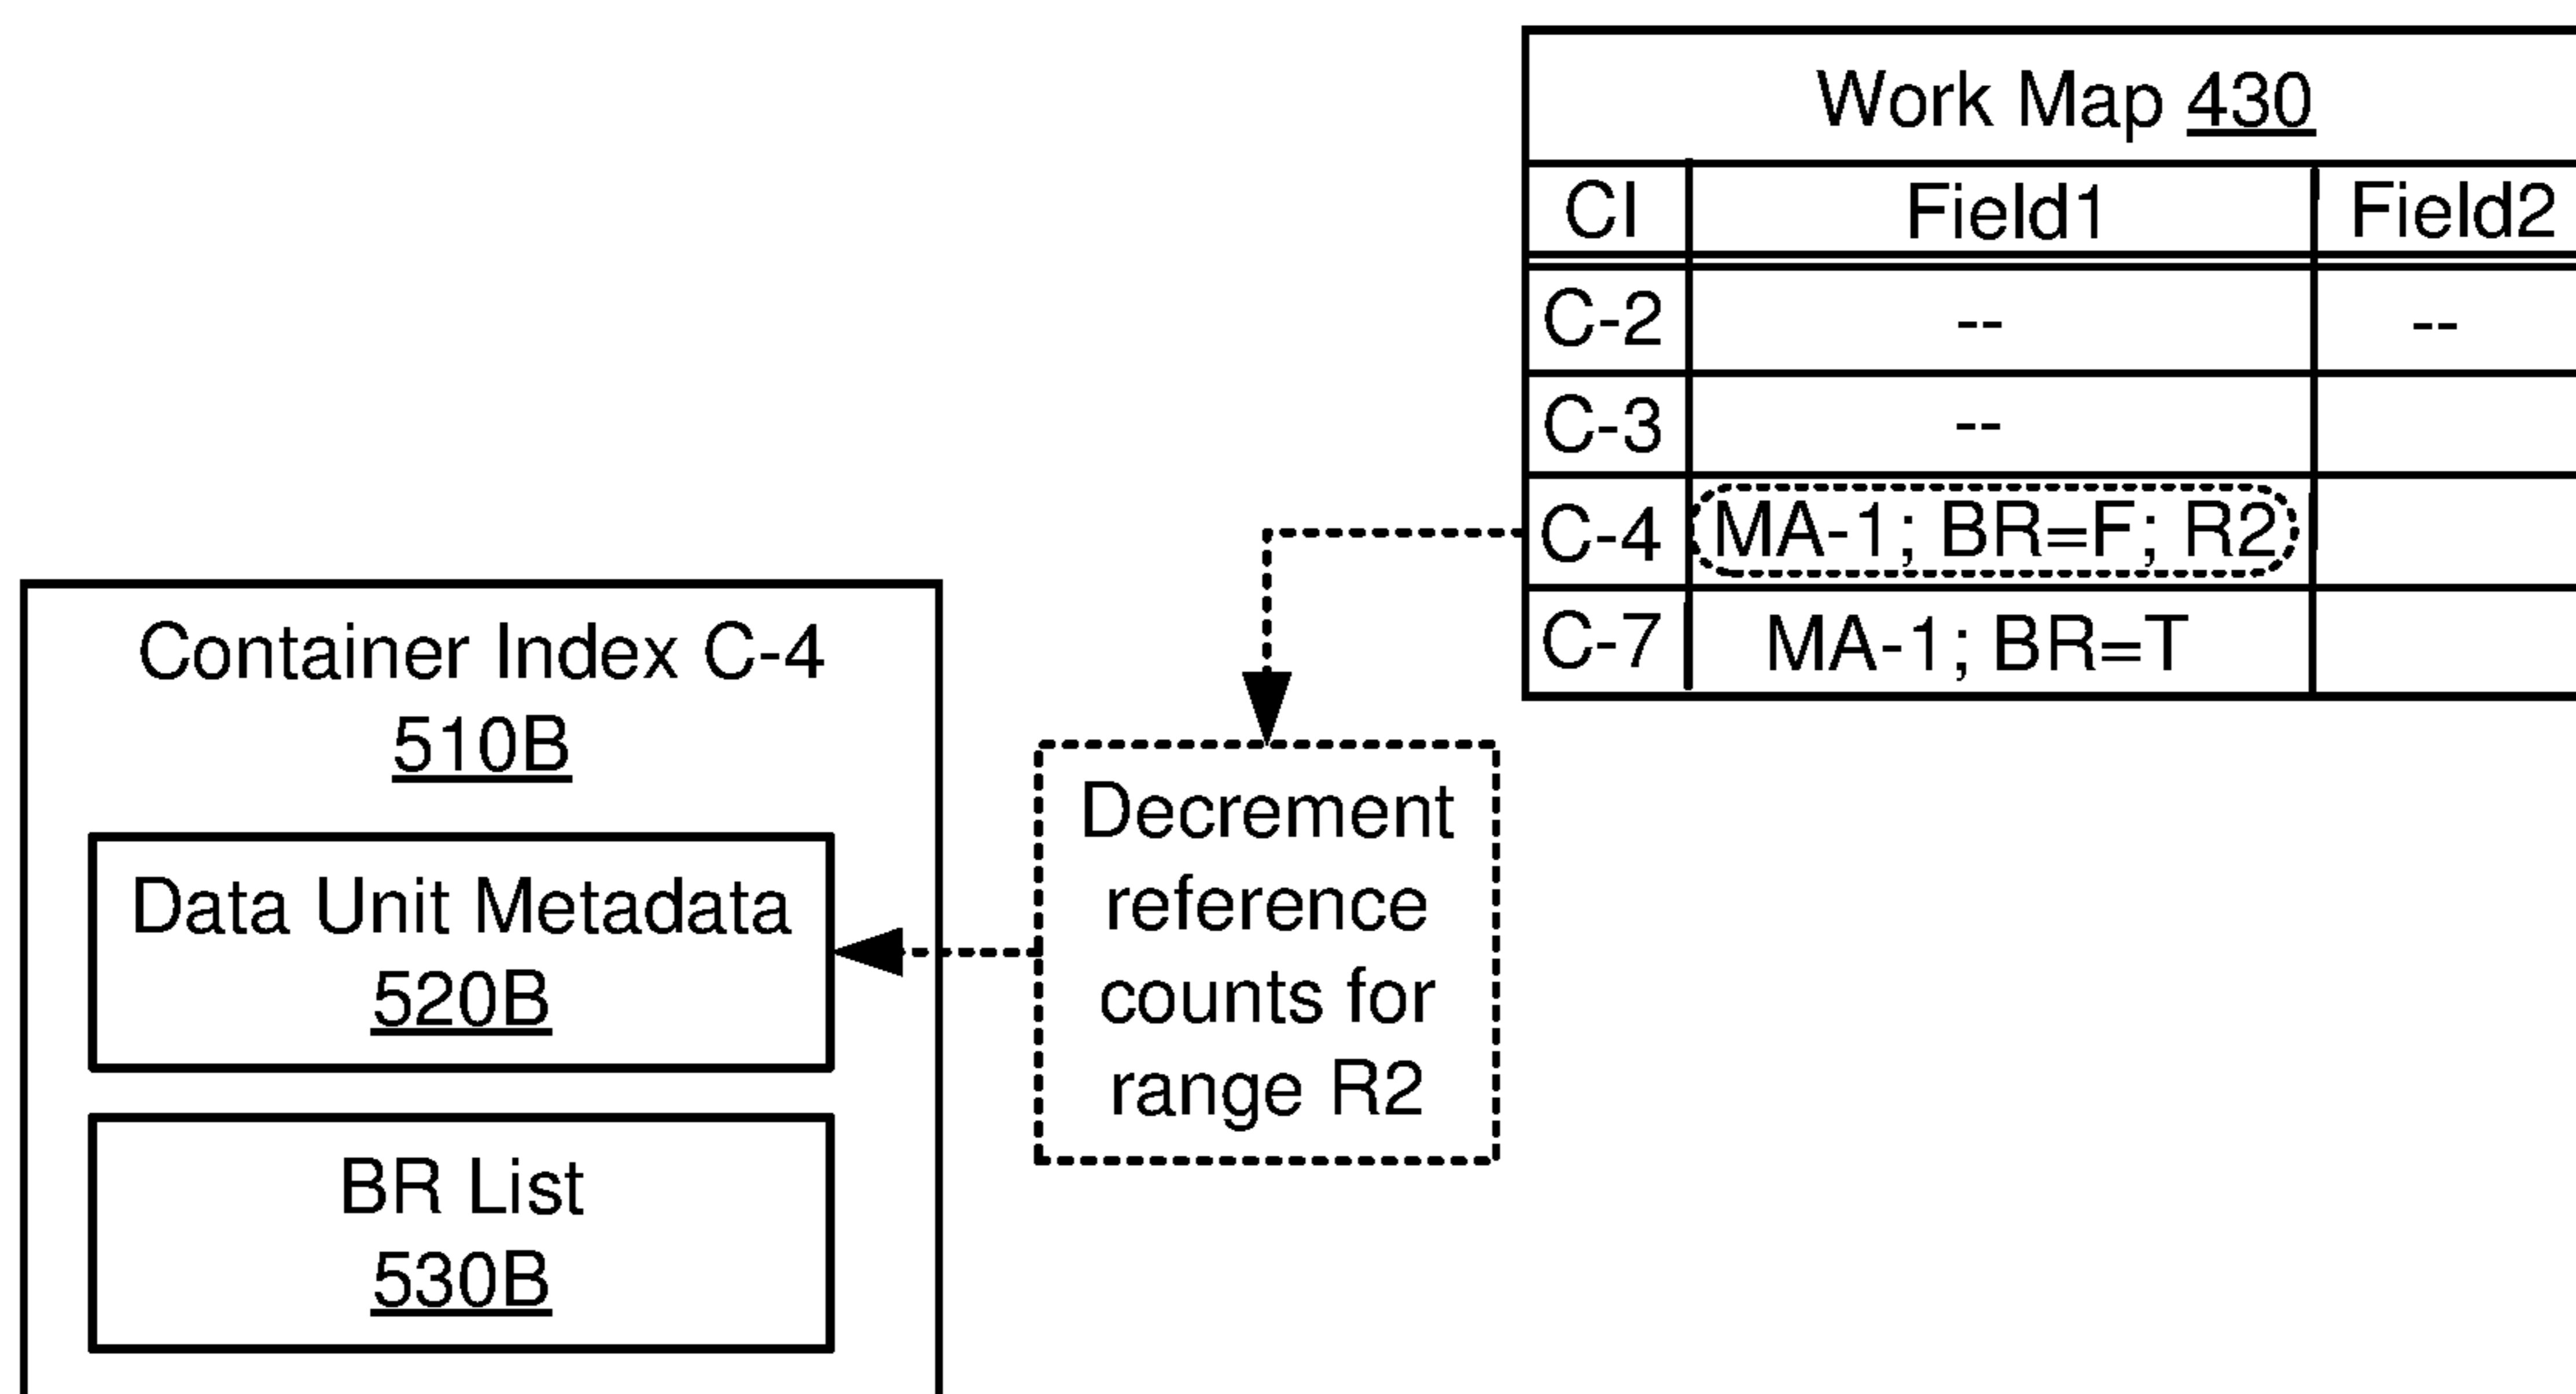 Work Map 430
CI Field1 Field2
C-2 -- --
C-3 --
C-4 MA-1; BR=F; R2
C-7 MA-1; BR=T
Container Index C-4
510B
Data Unit Metadata
520B
BR List
530B
Decrement
reference
counts for
range R2